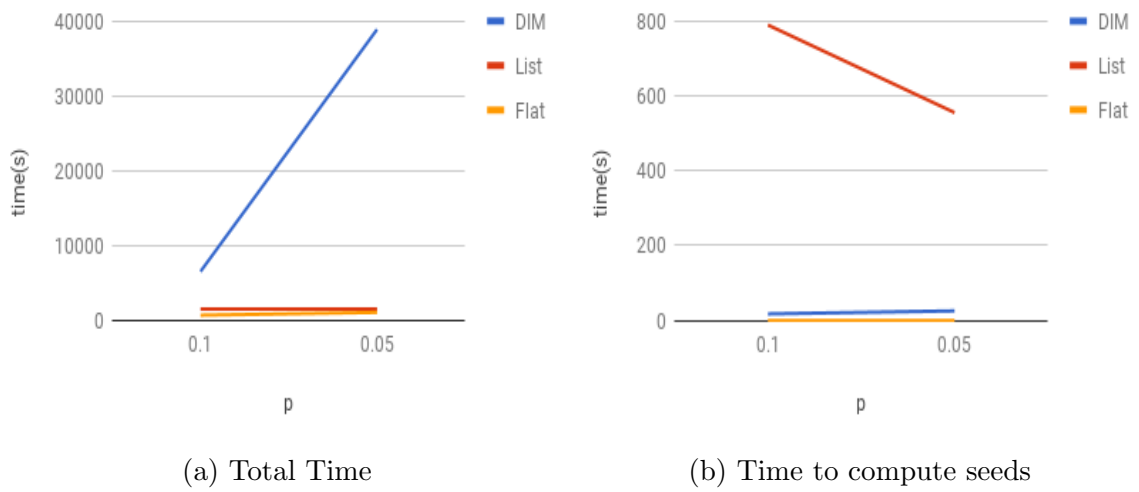 40000
30000
20000
10000
0
time(s)
0.1
0.05
p
DIM
List
Flat
(a) Total Time
800
600
400
200
0
time(s)
0.1
0.05
p
DIM
List
Flat
(b) Time to compute seeds